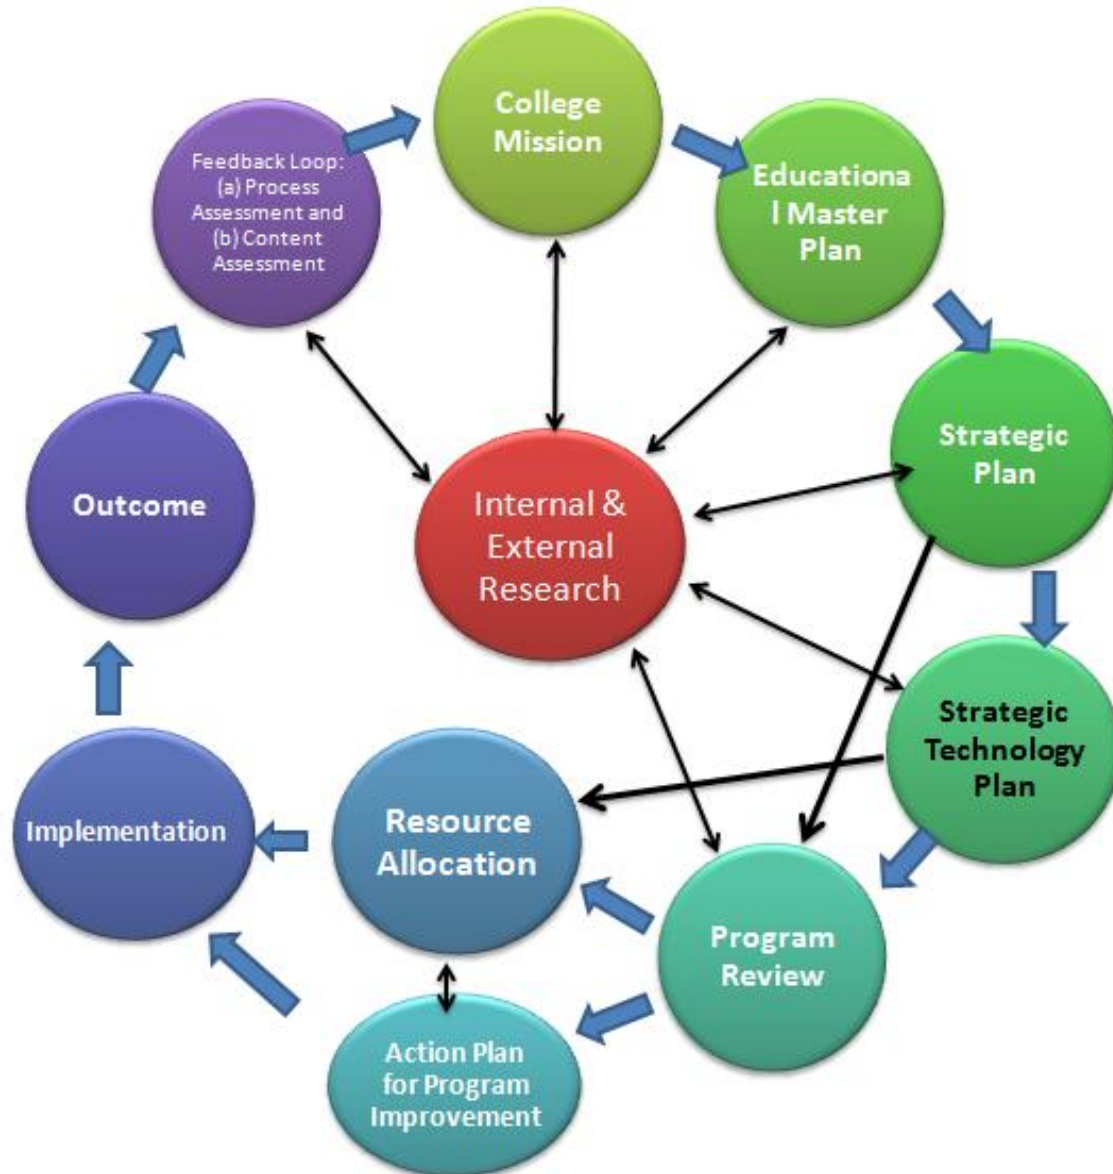 College
Mission
Feedback Loop:
(a) Process
Assessment and
(b) Content
Assessment
Educationa
l Master
Plan
Strategic
Plan
Internal &
External
Research
Outcome
Strategic
Technology
Plan
Implementation
Resource
Allocation
Program
Review
Action Plan
for Program
Improvement